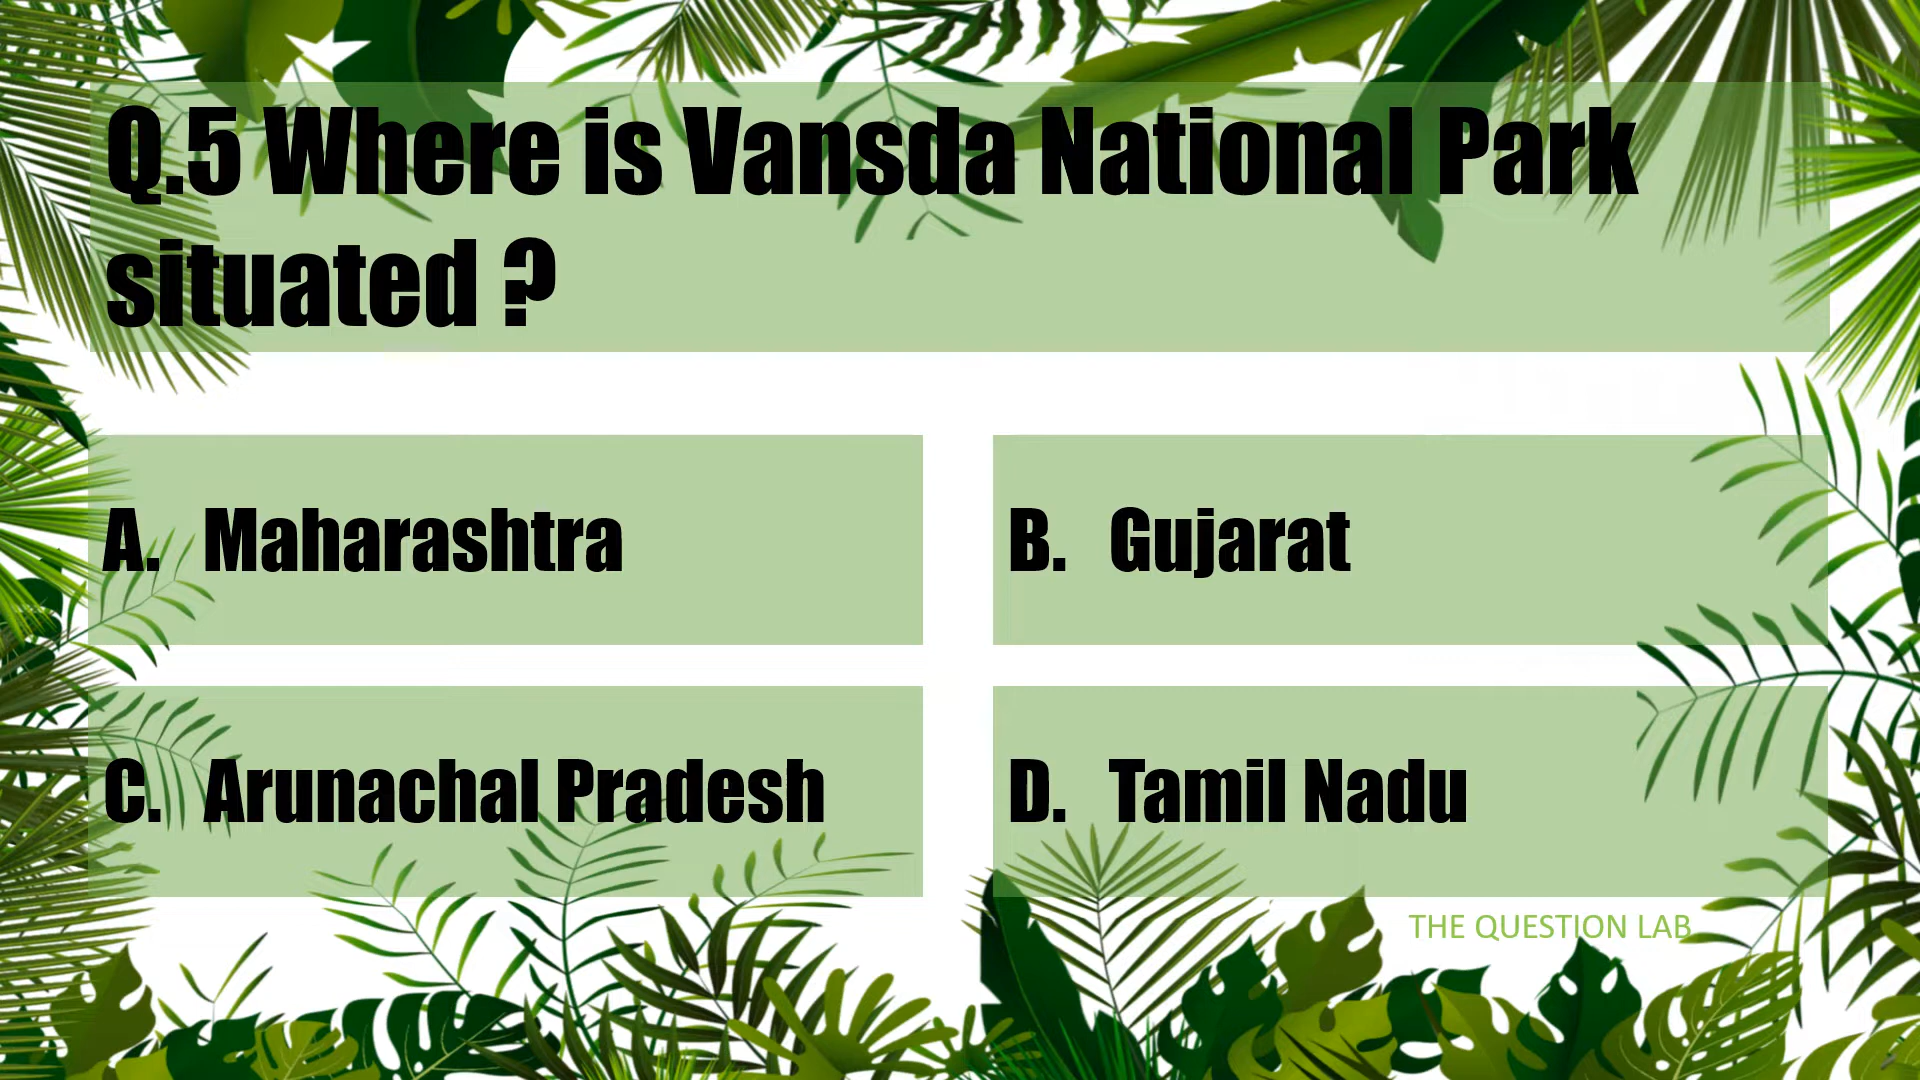 Q.5 Where is Vansda National Park
situated ?
A. Maharashtra
B. Gujarat
C. Arunachal Pradesh
D. Tamil Nadu
THE QUESTION LAB